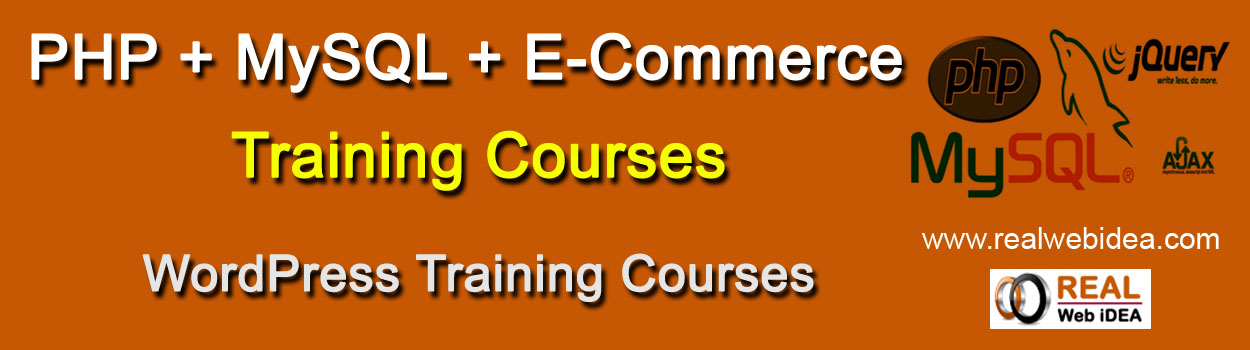 PHP + MySQL + E-Commerce
Training Courses
WordPress Training Courses
php
jQuery
write less, do more.
MySQL®
AJAX
www.realwebidea.com
REAL
Web iDEA